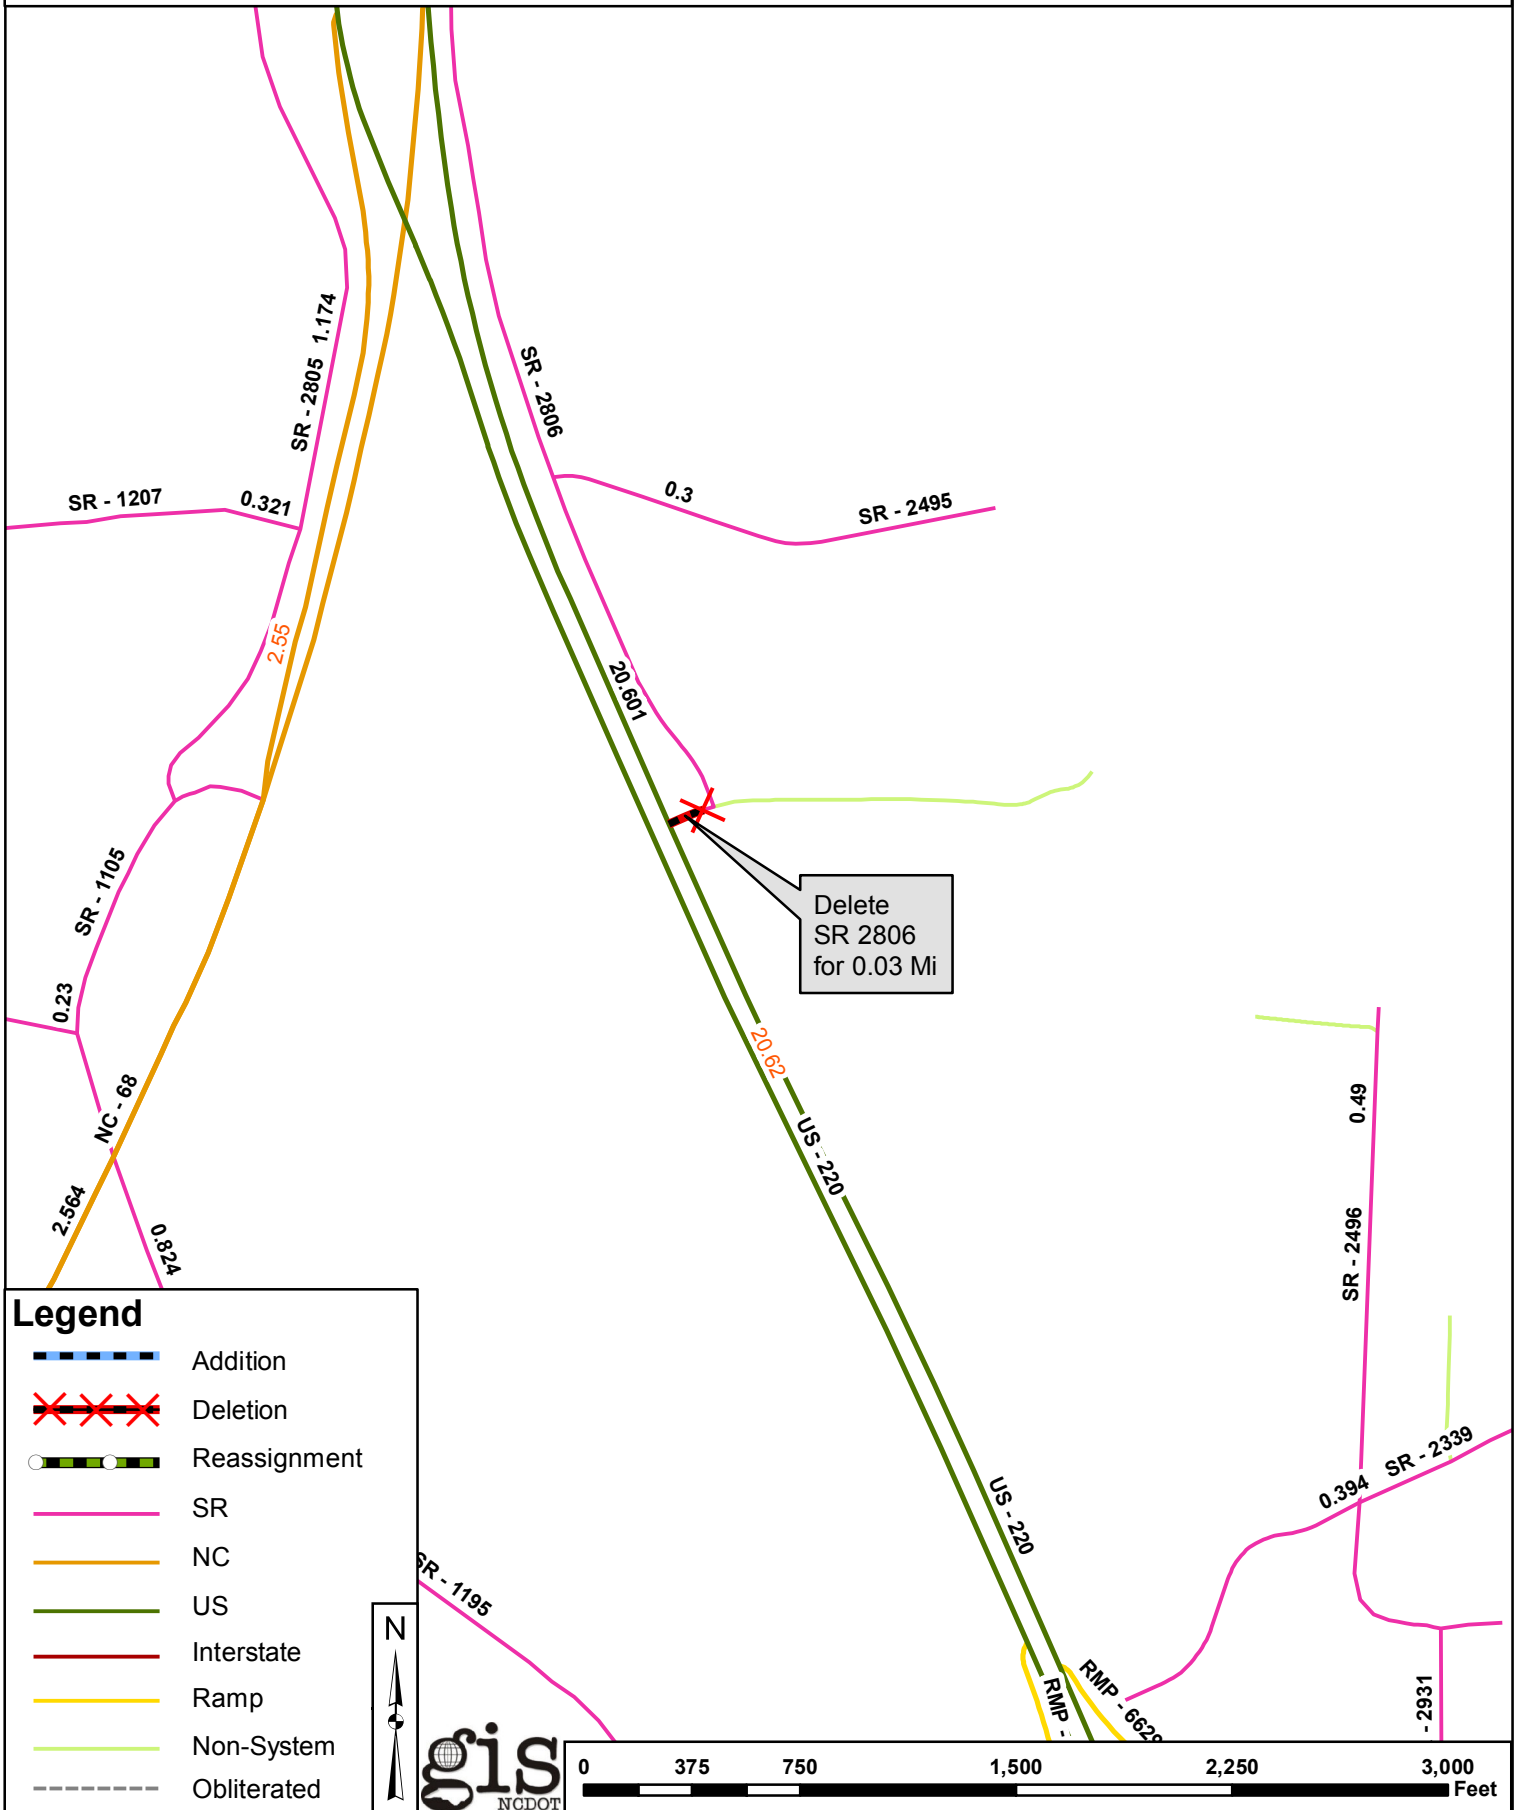 SR - 2805 1.174
SR - 2806
SR - 1207
0.321
0.3
SR - 2495
2.55
20.601
SR - 1105
Delete
SR 2806
for 0.03 Mi
0.23
20.62
NC - 68
0.49
US - 220
2.564
0.824
SR - 2496
Legend
Addition
Deletion
Reassignment
SR
NC
US
Interstate
Ramp
Non-System
Obliterated
SR - 2339
0.394
US - 220
SR - 1195
N
RMP -
RMP - 6629
- 2931
gis
NCDOT
0 375 750 1,500 2,250 3,000
Feet